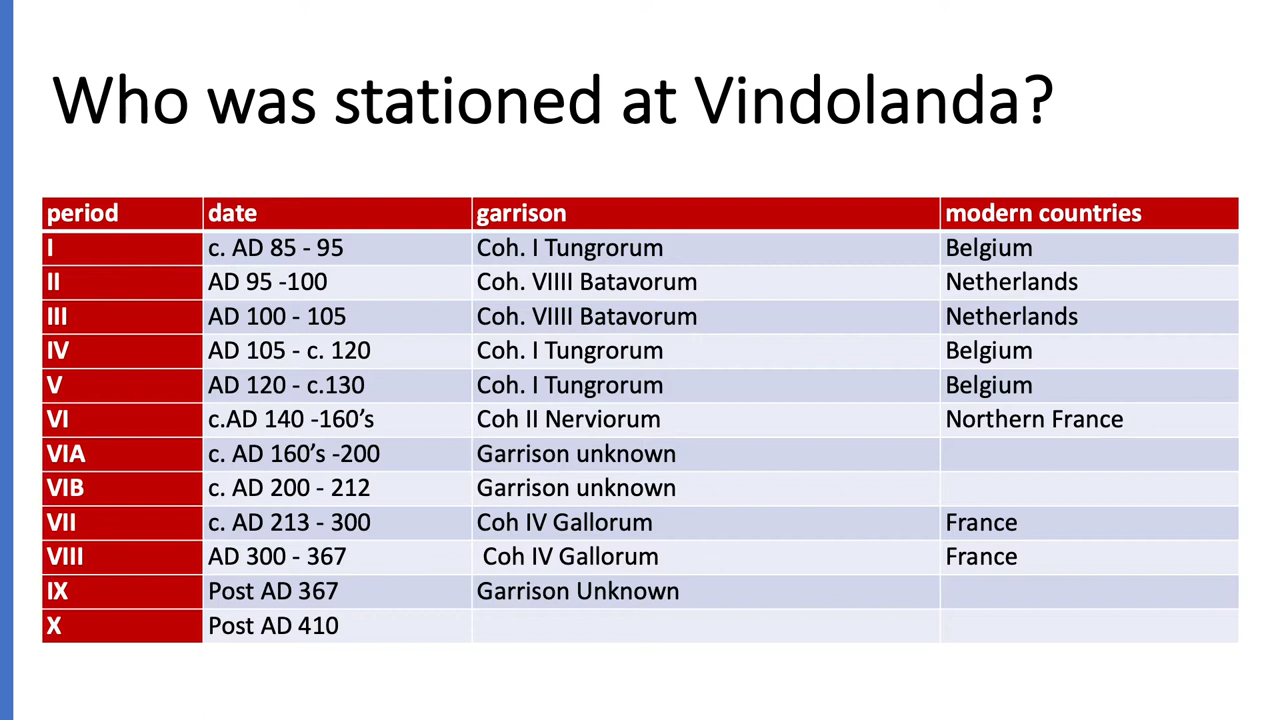 Who was stationed at Vindolanda?
period date garrison modern countries
I c. AD 85 - 95 Coh. I Tungrorum Belgium
II AD 95 -100 Coh. VIIII Batavorum Netherlands
III AD 100 - 105 Coh. VIIII Batavorum Netherlands
IV AD 105 - c. 120 Coh. I Tungrorum Belgium
V AD 120 - c.130 Coh. I Tungrorum Belgium
VI c.AD 140 -160’s Coh II Nerviorum Northern France
VIA c. AD 160’s -200 Garrison unknown
VIB c. AD 200 - 212 Garrison unknown
VII c. AD 213 - 300 Coh IV Gallorum France
VIII AD 300 - 367 Coh IV Gallorum France
IX Post AD 367 Garrison Unknown
X Post AD 410